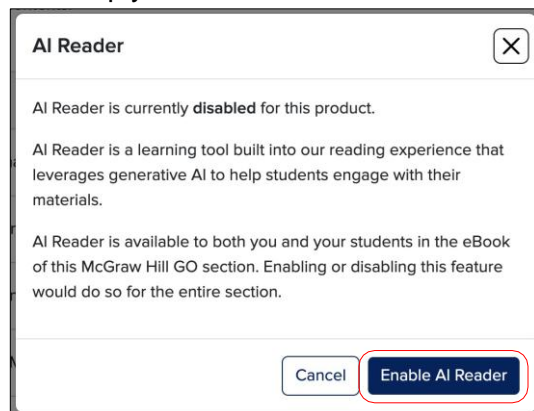 AI Reader
AI Reader is currently disabled for this product.
AI Reader is a learning tool built into our reading experience that
leverages generative AI to help students engage with their
materials.
AI Reader is available to both you and your students in the eBook
of this McGraw Hill GO section. Enabling or disabling this feature
would do so for the entire section.
Cancel
Enable AI Reader